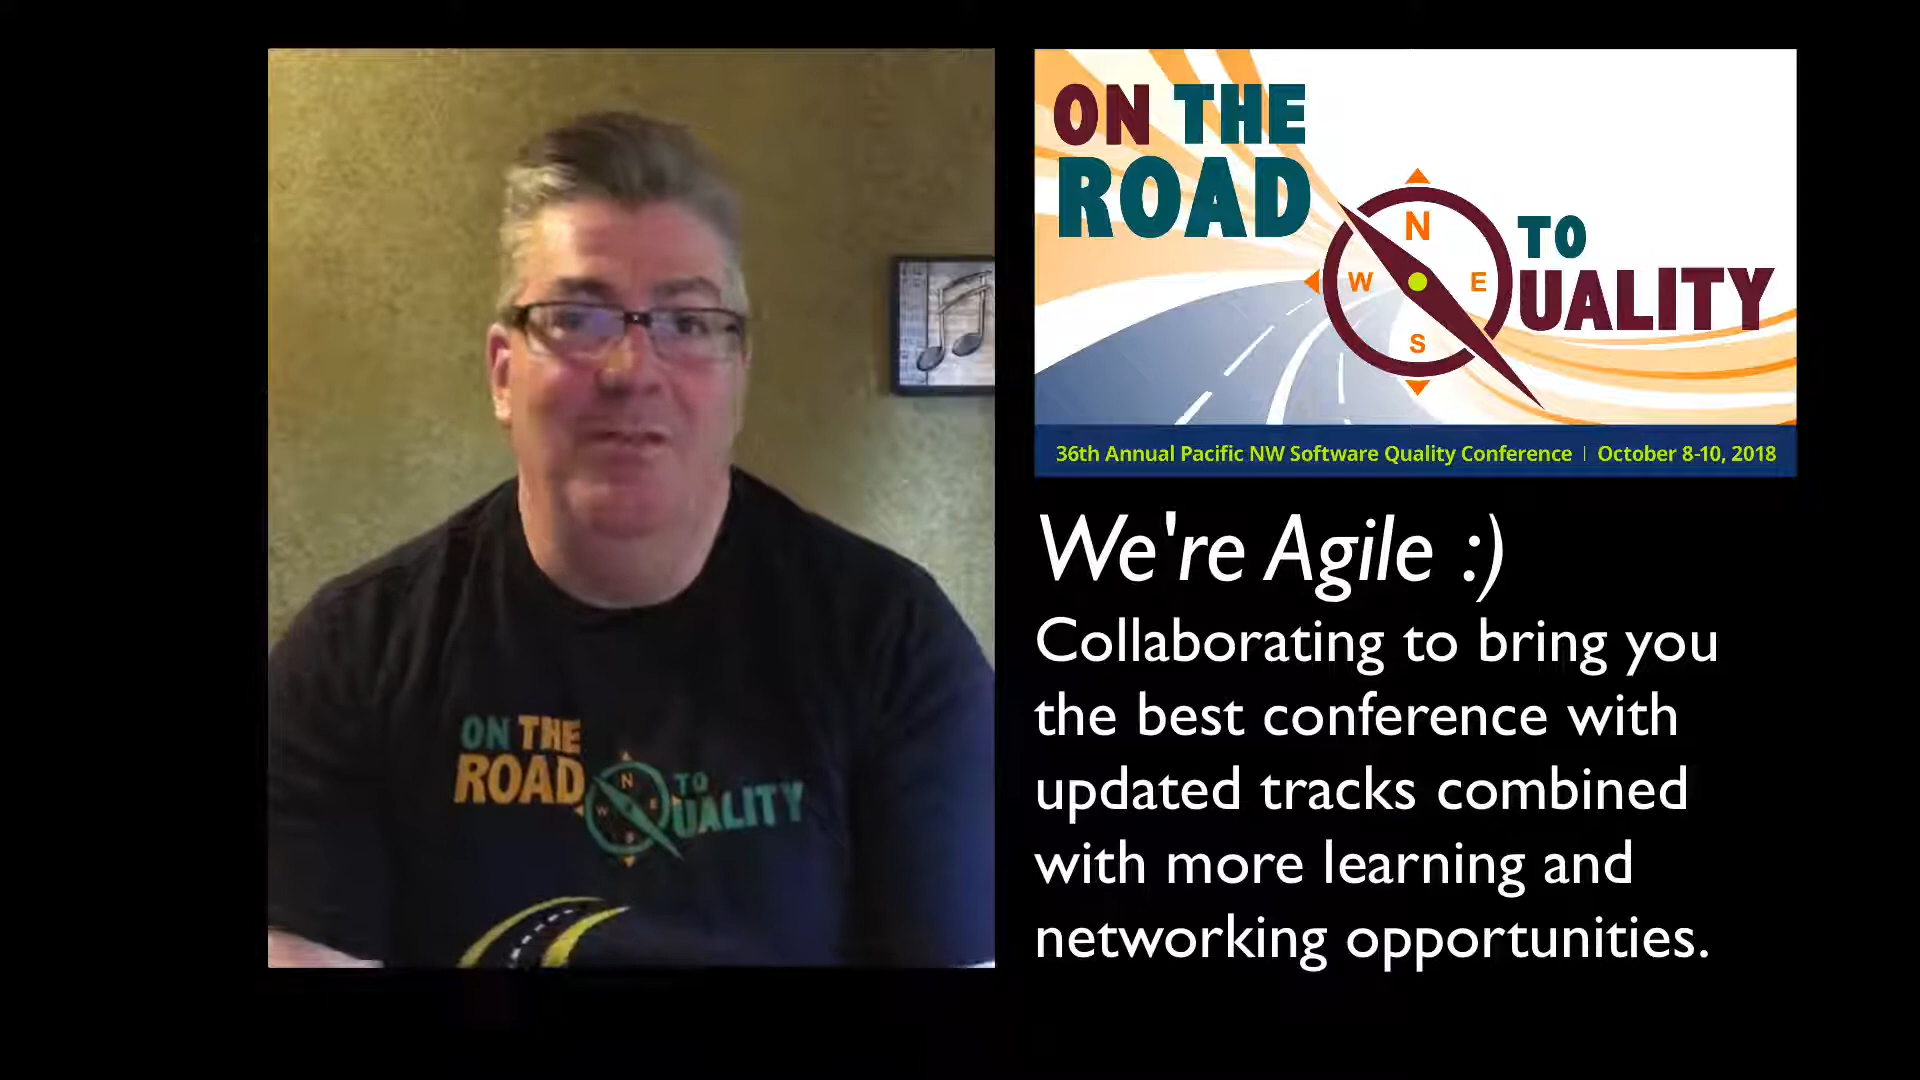 ON THE
ROAD
N
W E
S
TO
QUALITY
36th Annual Pacific NW Software Quality Conference | October 8-10, 2018
We're Agile :)
Collaborating to bring you
the best conference with
updated tracks combined
with more learning and
networking opportunities.
ON THE
ROAD
N
W E
S
TO
QUALITY